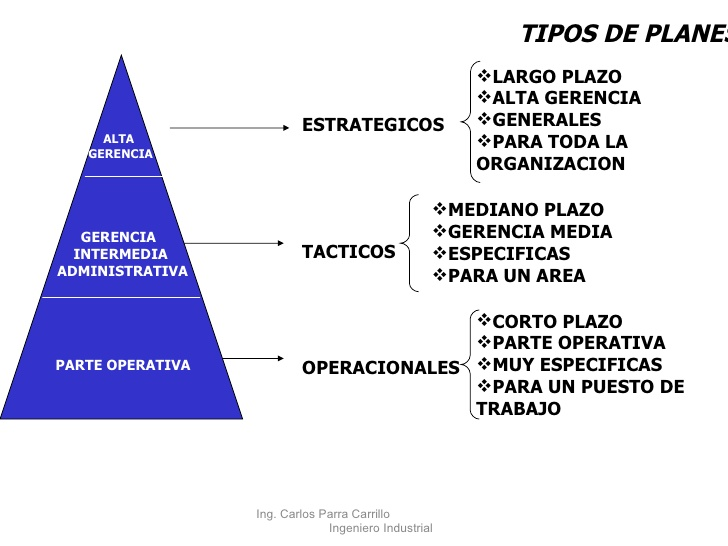 TIPOS DE PLANES
ALTA
GERENCIA
GERENCIA
INTERMEDIA
ADMINISTRATIVA
PARTE OPERATIVA
ESTRATEGICOS
❖LARGO PLAZO
❖ALTA GERENCIA
❖GENERALES
❖PARA TODA LA
ORGANIZACION
TACTICOS
❖MEDIANO PLAZO
❖GERENCIA MEDIA
❖ESPECIFICAS
❖PARA UN AREA
OPERACIONALES
❖CORTO PLAZO
❖PARTE OPERATIVA
❖MUY ESPECIFICAS
❖PARA UN PUESTO DE
TRABAJO
Ing. Carlos Parra Carrillo
Ingeniero Industrial